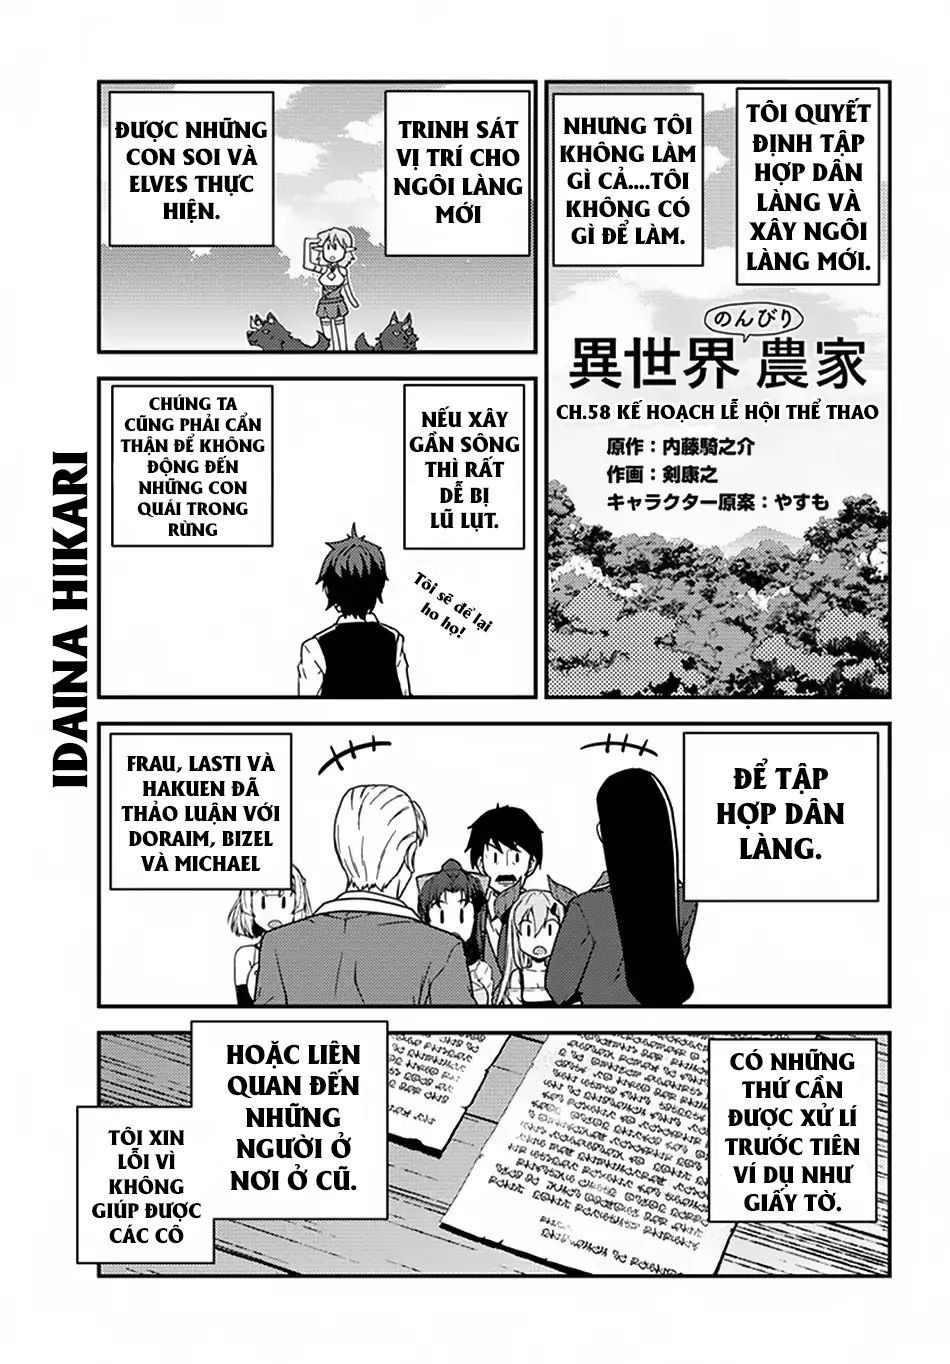 TÔI QUYẾT
ĐỊNH TẬP
HỢP DÂN
LÀNG VÀ
XÂY NGÔI
LÀNG MỚI.
NHƯNG TÔI
KHÔNG LÀM
GÌ CẢ....TÔI
KHÔNG CÓ
GÌ ĐỂ LÀM.
のんびり
異世界農家
CH.58 KẾ HOẠCH LỄ HỘI THỂ THAO
原作：内藤騎之介
作画：剣康之
キャラクター原案：やすも
TRINH SÁT
VỊ TRÍ CHO
NGÔI LÀNG
MỚI
ĐƯỢC NHỮNG
CON SOI VÀ
ELVES THỰC
HIỆN.
NẾU XÂY
GẦN SÔNG
THÌ RẤT
DỄ BỊ
LŨ LỤT.
CHÚNG TA
CŨNG PHẢI CẨN
THẬN ĐỂ KHÔNG
ĐỘNG ĐẾN
NHỮNG CON
QUÁI TRONG
RỪNG
Tôi sẽ để lại
ho họ!
IDAINA HIKARI
ĐỂ TẬP
HỢP DÂN
LÀNG.
FRAU, LASTI VÀ
HAKUEN ĐÃ
THẢO LUẬN VỚI
DORAIM, BIZEL
VÀ MICHAEL
CÓ NHỮNG
THỨ CẦN
ĐƯỢC XỬ LÍ
TRƯỚC TIÊN
VÍ DỤ NHƯ
GIẤY TỜ.
HOẶC LIÊN
QUAN ĐẾN
NHỮNG
NGƯỜI Ở
NƠI Ở CŨ.
TÔI XIN
LỖI VÌ
KHÔNG
GIÚP ĐƯỢC
CÁC CÔ